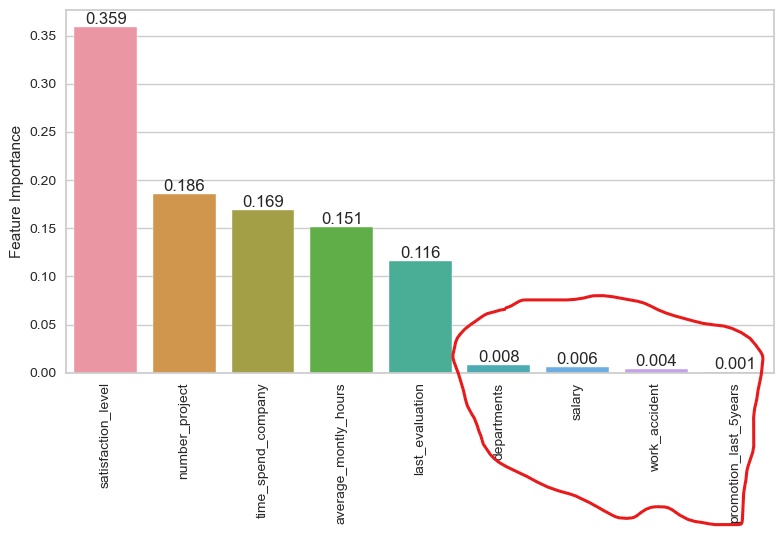 0.359
0.35
0.30
0.25
0.20
0.186
0.169
0.151
0.15
0.116
0.10
0.05
0.008
0.006
0.004
0.001
0.00
Feature Importance
satisfaction_level
number_project
time_spend_company
average_montly_hours
last_evaluation
departments
salary
work_accident
promotion_last_5years